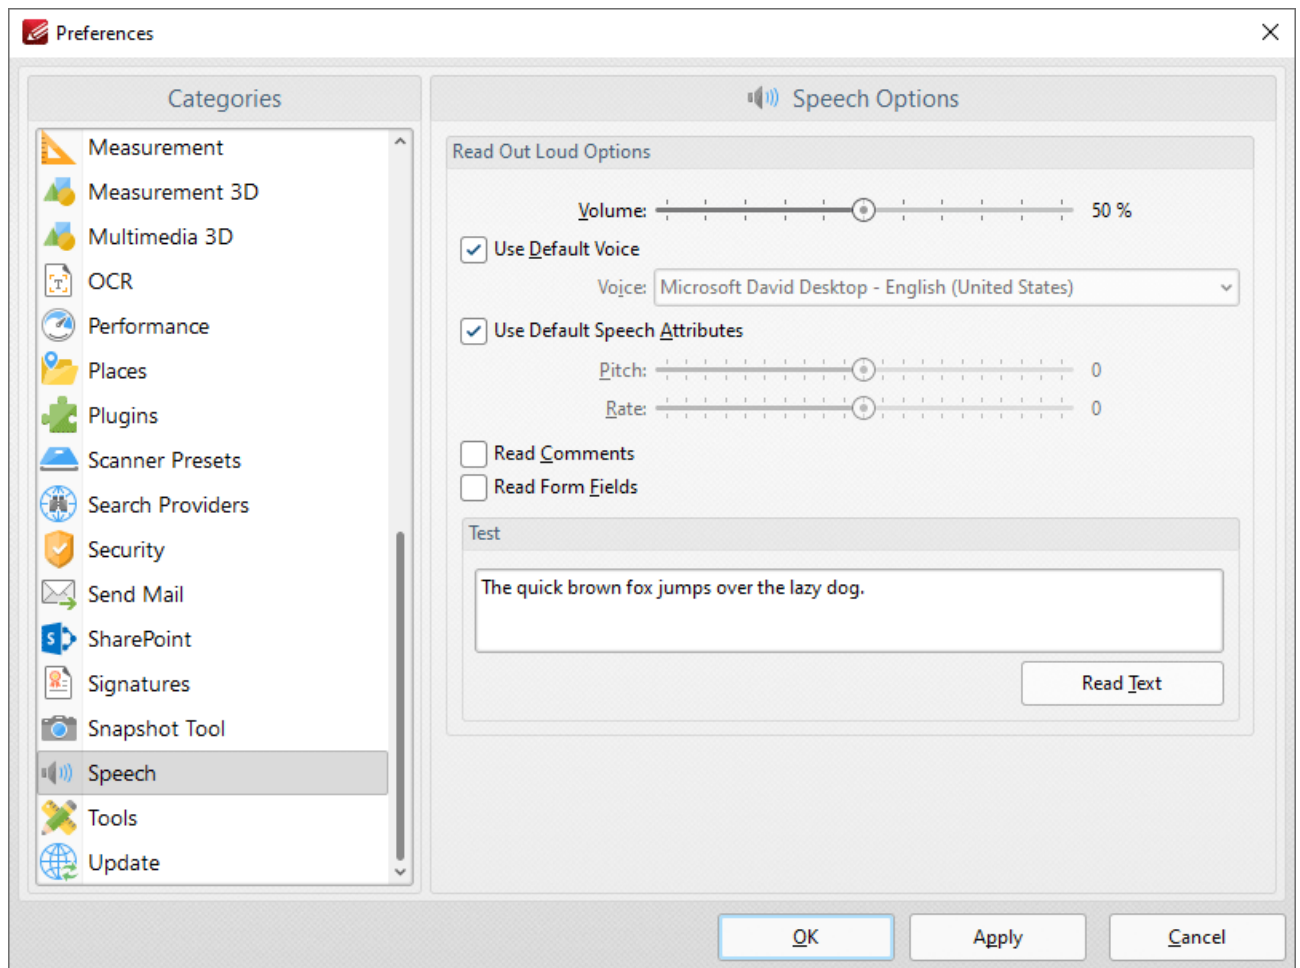 Preferences
Categories
Measurement
Measurement 3D
Multimedia 3D
OCR
Performance
Places
Plugins
Scanner Presets
Search Providers
Security
Send Mail
SharePoint
Signatures
Snapshot Tool
Speech
Tools
Update
Speech Options
Read Out Loud Options
Volume: 50 %
Use Default Voice
Voice: Microsoft David Desktop - English (United States)
Use Default Speech Attributes
Pitch: 0
Rate: 0
Read Comments
Read Form Fields
Test
The quick brown fox jumps over the lazy dog.
Read Text
OK Apply Cancel